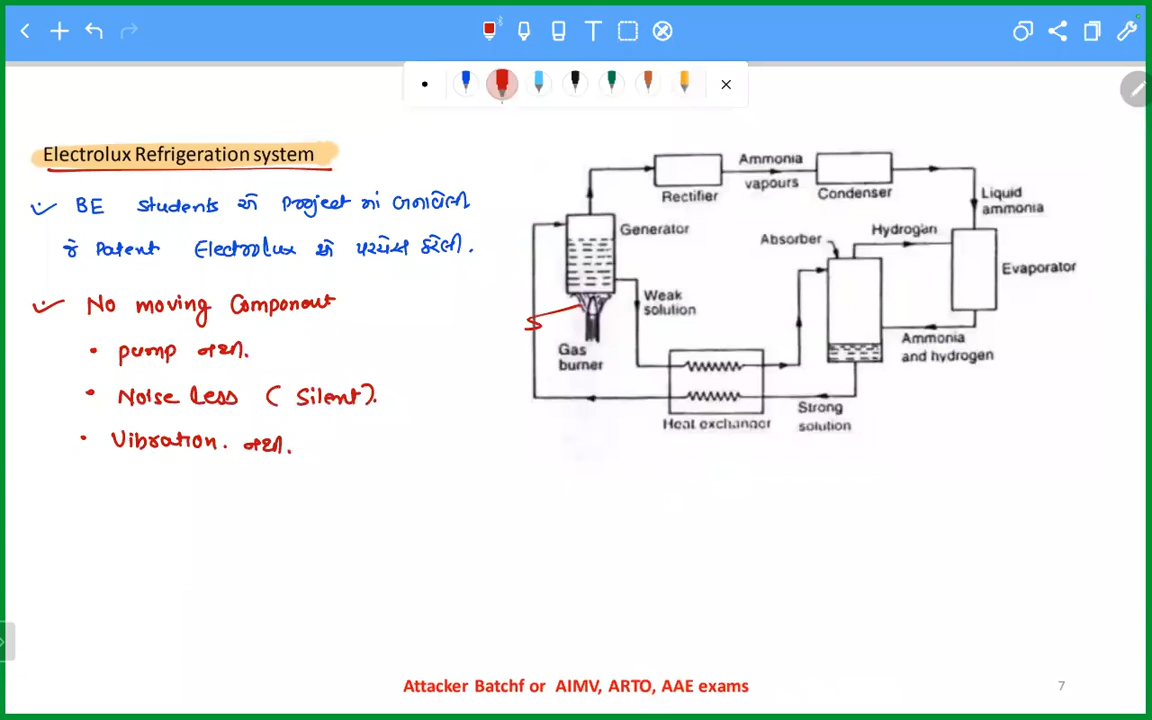 Electrolux Refrigeration system
BE students એ Project માં બનાવેલી
જે Patent Electrolux એ પરચેસ કરેલી.
No moving Component
• pump નથી.
• Noise less ( Silent ).
• Vibration. નથી.
Rectifier
Ammonia
vapours
Condenser
Liquid
ammonia
Generator
Absorber
Hydrogan
Evaporator
Weak
solution
Gas
burner
Ammonia
and hydrogen
Heat exchanger
Strong
solution
S
Attacker Batchf or AIMV, ARTO, AAE exams
7